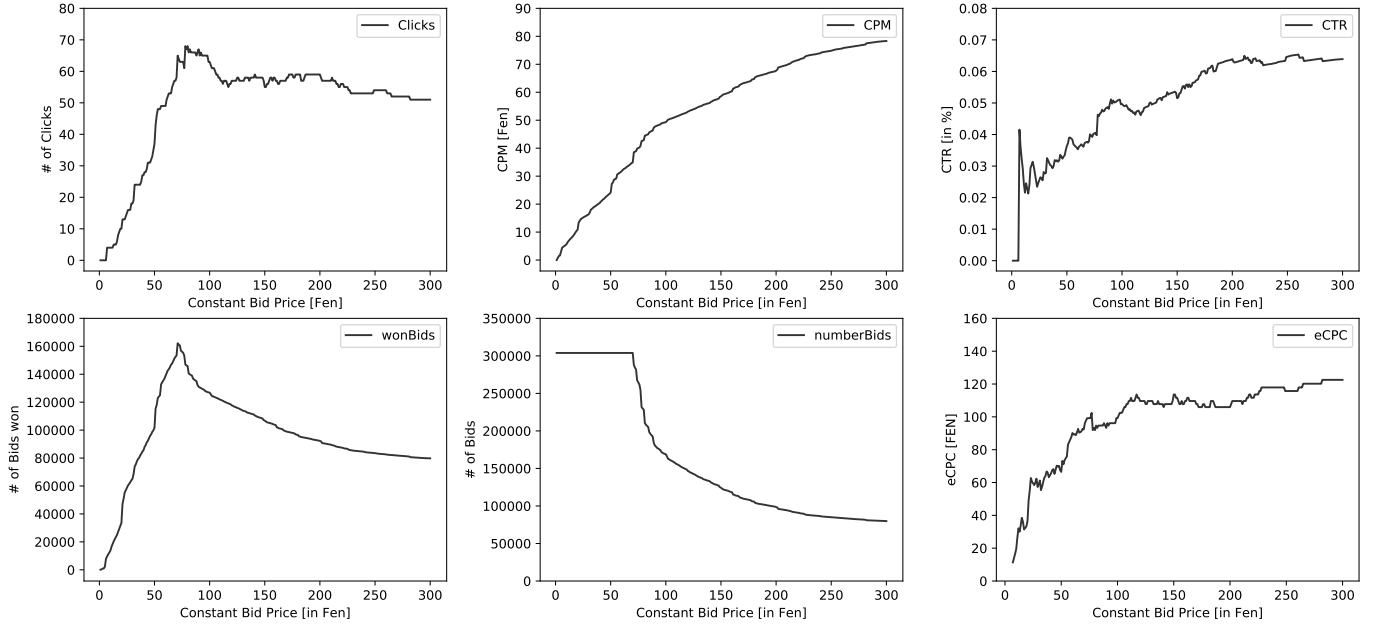 80
70
60
50
40
30
20
10
0
# of Clicks
Clicks
0 50 100 150 200 250 300
Constant Bid Price [Fen]
90
80
70
60
50
40
30
20
10
0
CPM [Fen]
CPM
0 50 100 150 200 250 300
Constant Bid Price [in Fen]
0.08
0.07
0.06
0.05
0.04
0.03
0.02
0.01
0.00
CTR [in %]
CTR
0 50 100 150 200 250 300
Constant Bid Price [in Fen]
180000
160000
140000
120000
100000
80000
60000
40000
20000
0
# of Bids won
wonBids
0 50 100 150 200 250 300
Constant Bid Price [in Fen]
350000
300000
250000
200000
150000
100000
50000
0
# of Bids
numberBids
0 50 100 150 200 250 300
Constant Bid Price [in Fen]
160
140
120
100
80
60
40
20
0
eCPC [FEN]
eCPC
0 50 100 150 200 250 300
Constant Bid Price [in Fen]